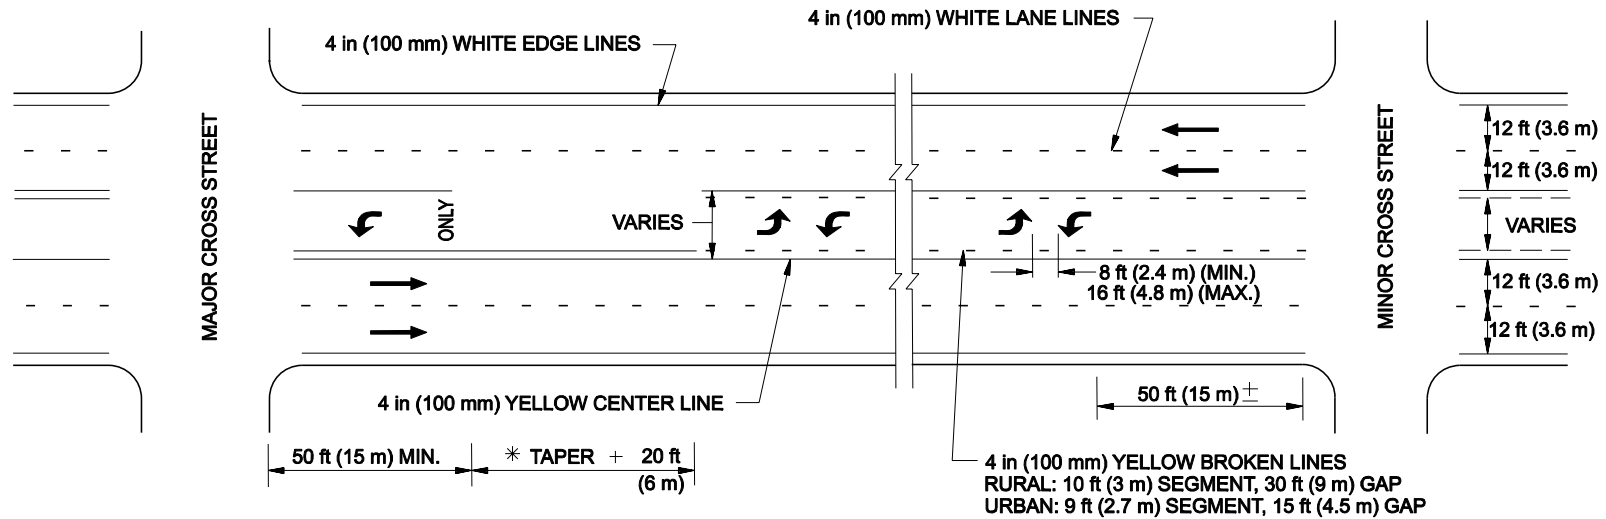 4 in (100 mm) WHITE LANE LINES
4 in (100 mm) WHITE EDGE LINES
MAJOR CROSS STREET
MINOR CROSS STREET
12 ft (3.6 m)
12 ft (3.6 m)
ONLY
VARIES
VARIES
8 ft (2.4 m) (MIN.)
16 ft (4.8 m) (MAX.)
12 ft (3.6 m)
12 ft (3.6 m)
4 in (100 mm) YELLOW CENTER LINE
50 ft (15 m) ±
50 ft (15 m) MIN.
* TAPER + 20 ft
(6 m)
4 in (100 mm) YELLOW BROKEN LINES
RURAL: 10 ft (3 m) SEGMENT, 30 ft (9 m) GAP
URBAN: 9 ft (2.7 m) SEGMENT, 15 ft (4.5 m) GAP